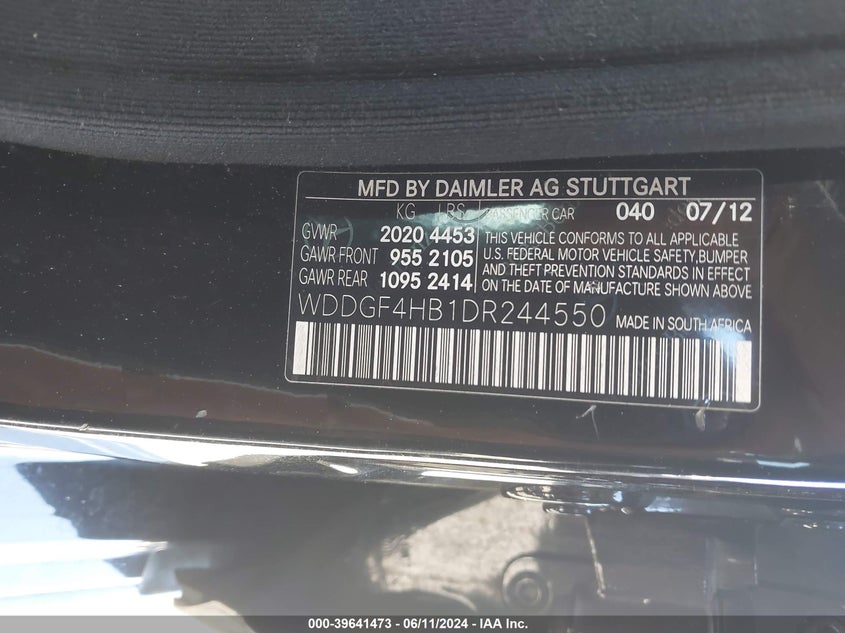 MFD BY DAIMLER AG STUTTGART
KG LBS PASSENGER CAR 040 07/12
GVWR 2020 4453
GAWR FRONT 955 2105
GAWR REAR 1095 2414
THIS VEHICLE CONFORMS TO ALL APPLICABLE
U.S. FEDERAL MOTOR VEHICLE SAFETY,BUMPER
AND THEFT PREVENTION STANDARDS IN EFFECT
ON THE DATE OF MANUFACTURE SHOWN ABOVE
WDDGF4HB1DR244550 MADE IN SOUTH AFRICA
000-39641473 - 06/11/2024 - IAA Inc.